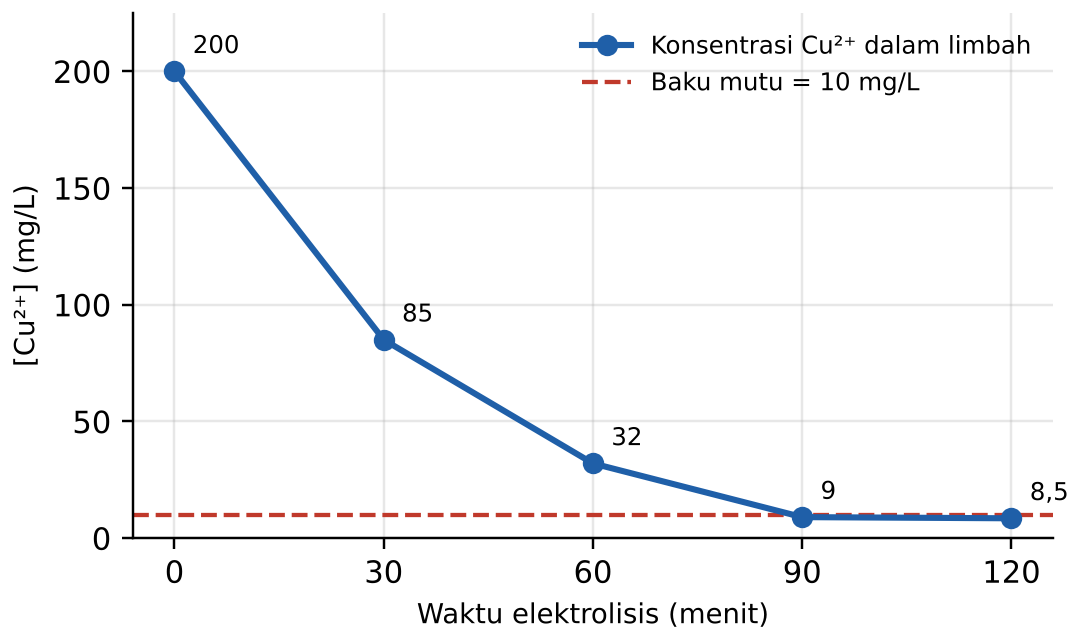 Konsentrasi Cu²⁺ dalam limbah
Baku mutu = 10 mg/L
[Cu²⁺] (mg/L)
200
150
100
50
0
200
85
32
9
8,5
0 30 60 90 120
Waktu elektrolisis (menit)